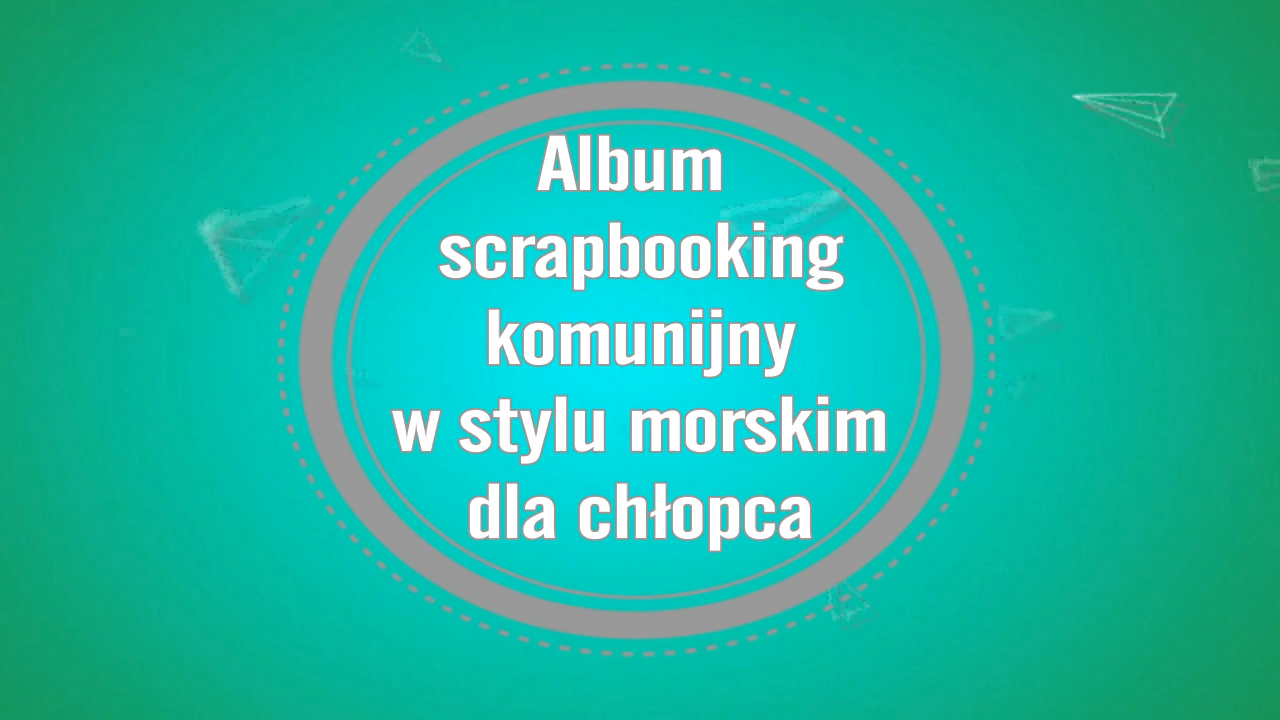 Album
scrapbooking
komunijny
w stylu morskim
dla chłopca